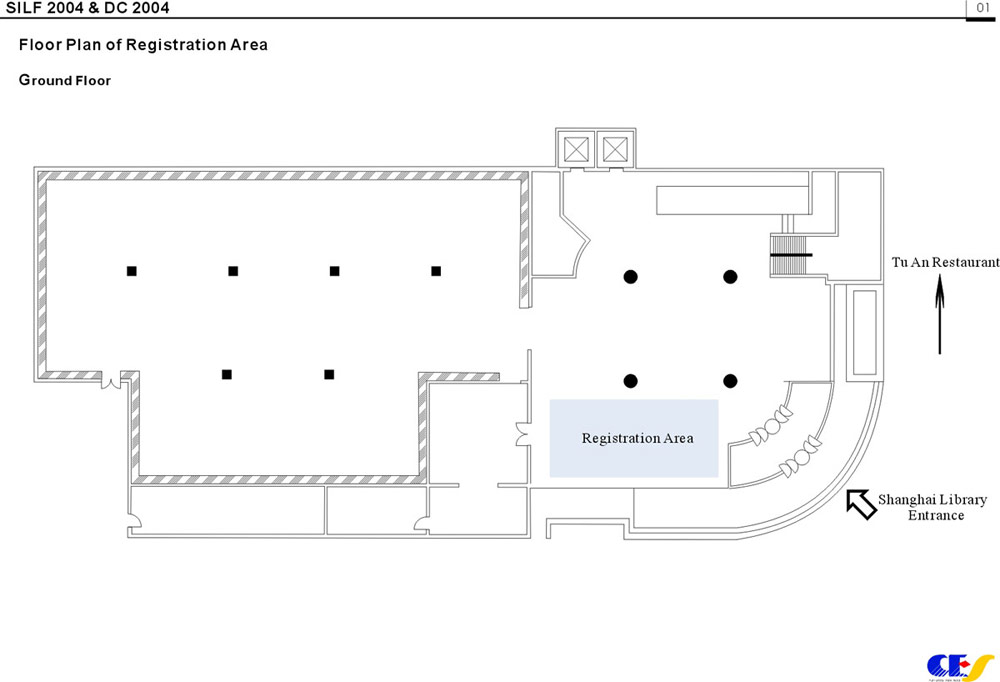 SILF 2004 & DC 2004
01
Floor Plan of Registration Area
Ground Floor
Tu An Restaurant
Registration Area
Shanghai Library
Entrance
CES